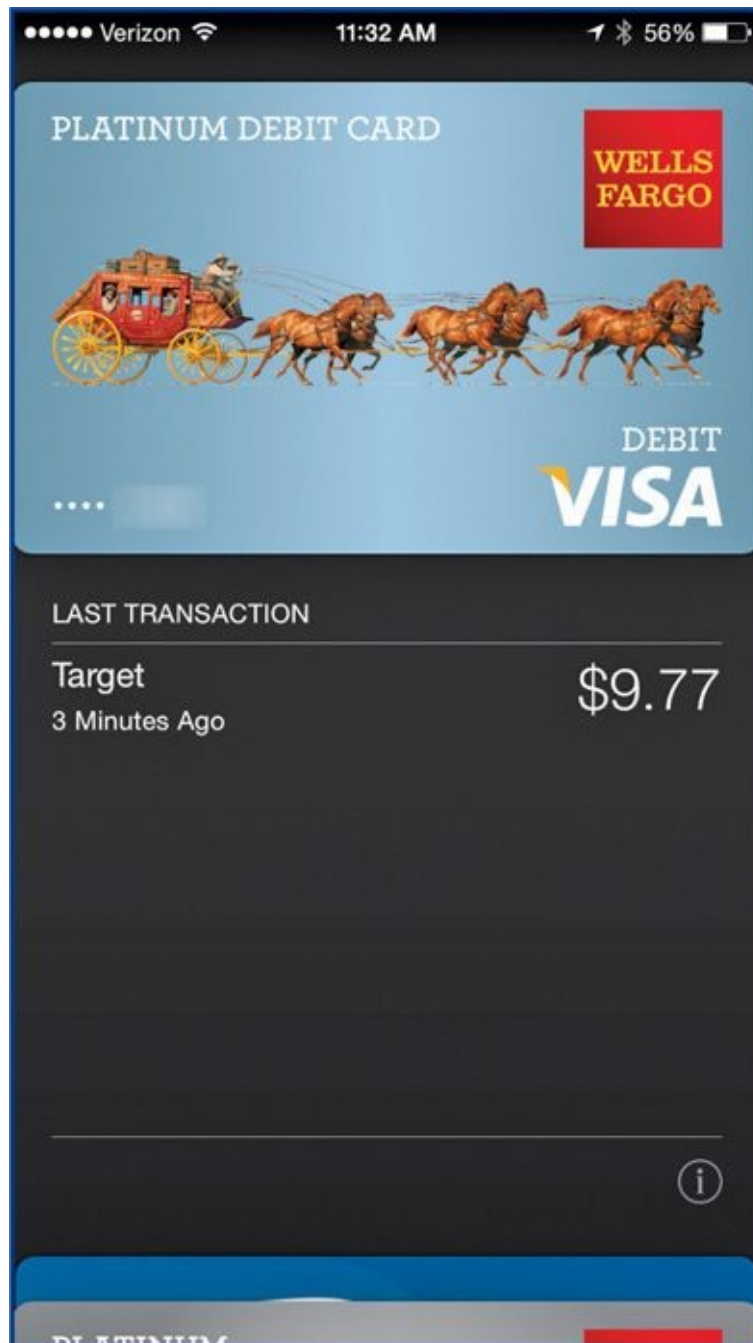 Verizon 11:32 AM 56%
PLATINUM DEBIT CARD
WELLS
FARGO
DEBIT
VISA
LAST TRANSACTION
Target $9.77
3 Minutes Ago
i
PLATINUM